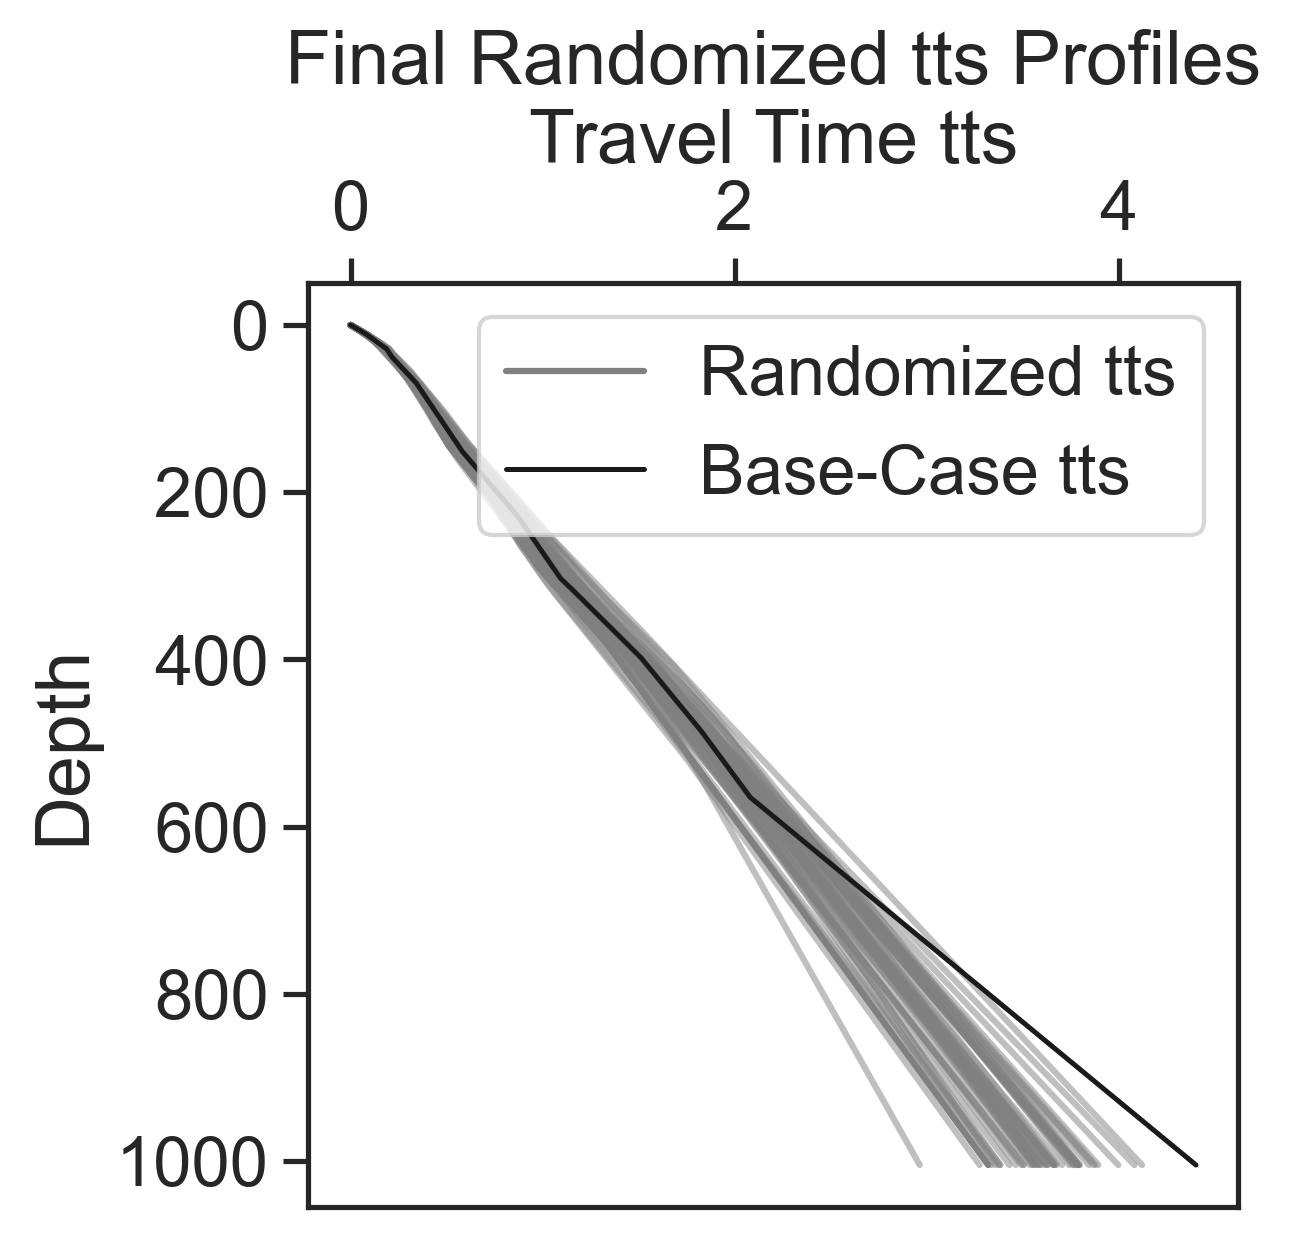 Final Randomized tts Profiles
Travel Time tts
0 2 4
Randomized tts
Base-Case tts
0
200
400
600
800
1000
Depth